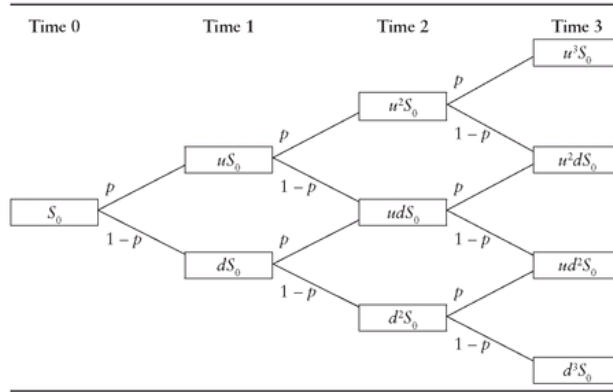 Time 0 Time 1 Time 2 Time 3
u³S₀
p
u²S₀
p 1 – p
uS₀ u²dS₀
p 1 – p p
S₀ udS₀
1 – p p 1 – p
dS₀ ud²S₀
1 – p p
d²S₀
1 – p
d³S₀